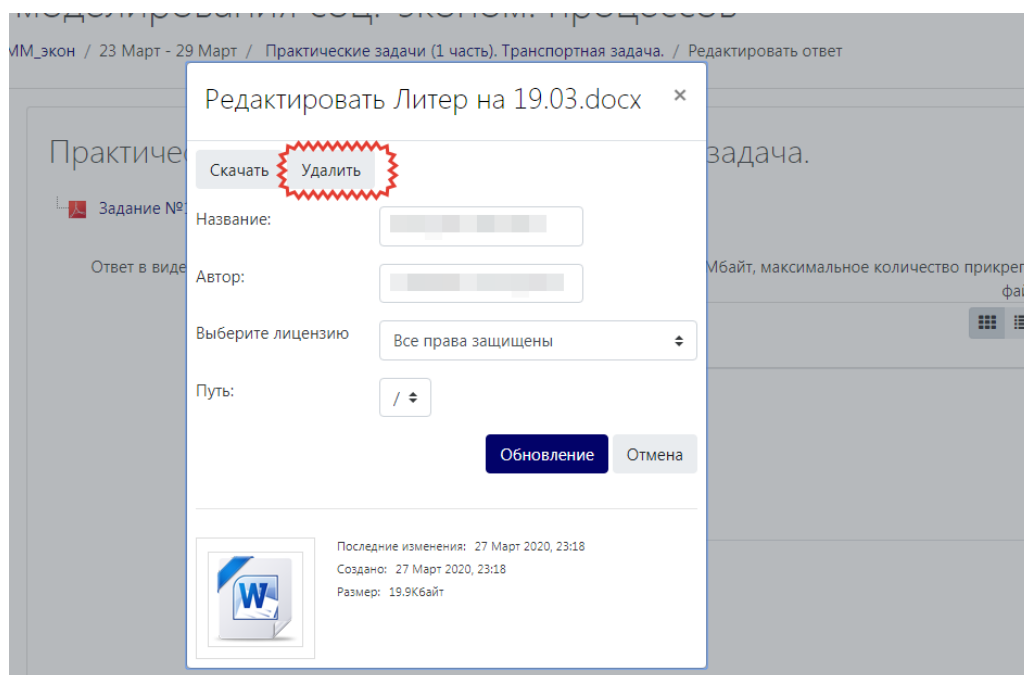 моделирования соц.-эконом. процессов
ММ_экон / 23 Март - 29 Март / Практические задачи (1 часть). Транспортная задача. / Редактировать ответ
Редактировать Литер на 19.03.docx ×
Практиче
задача.
Скачать
Удалить
Задание №
Название:
Ответ в виде
Мбайт, максимальное количество прикреп
фай
Автор:
Выберите лицензию
Все права защищены
Путь:
/
Обновление
Отмена
Последние изменения: 27 Март 2020, 23:18
Создано: 27 Март 2020, 23:18
Размер: 19.9Кбайт
W